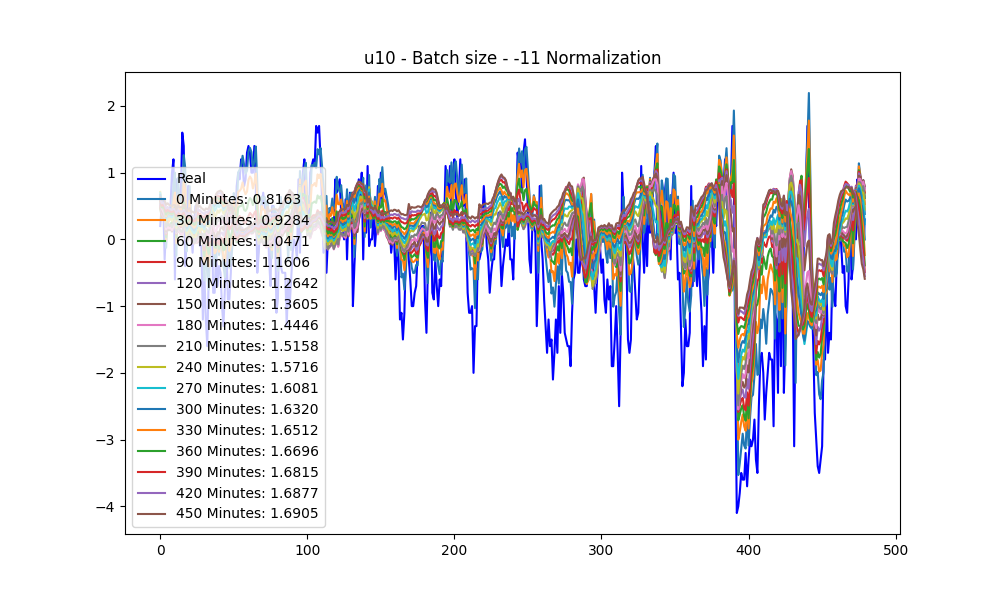 u10 - Batch size - -11 Normalization
2
1
0
−1
−2
−3
−4
Real
0 Minutes: 0.8163
30 Minutes: 0.9284
60 Minutes: 1.0471
90 Minutes: 1.1606
120 Minutes: 1.2642
150 Minutes: 1.3605
180 Minutes: 1.4446
210 Minutes: 1.5158
240 Minutes: 1.5716
270 Minutes: 1.6081
300 Minutes: 1.6320
330 Minutes: 1.6512
360 Minutes: 1.6696
390 Minutes: 1.6815
420 Minutes: 1.6877
450 Minutes: 1.6905
0 100 200 300 400 500